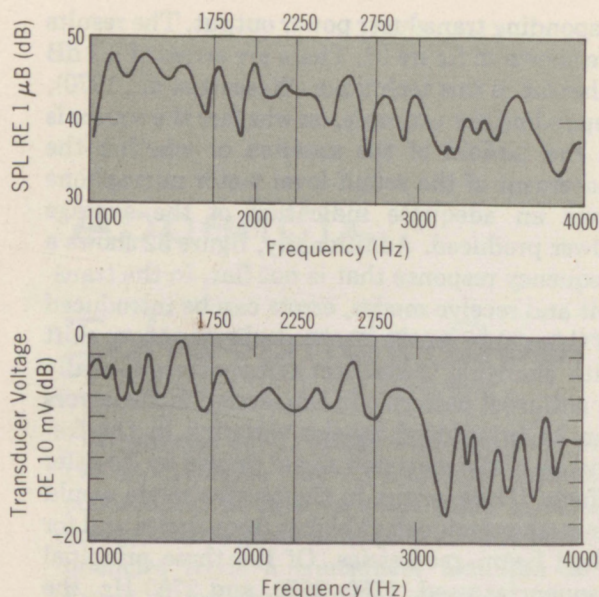 1750 2250 2750
50
40
30
SPL RE 1 μB (dB)
1000 2000 3000 4000
Frequency (Hz)
1750 2250 2750
0
-20
Transducer Voltage
RE 10 mV (dB)
1000 2000 3000 4000
Frequency (Hz)